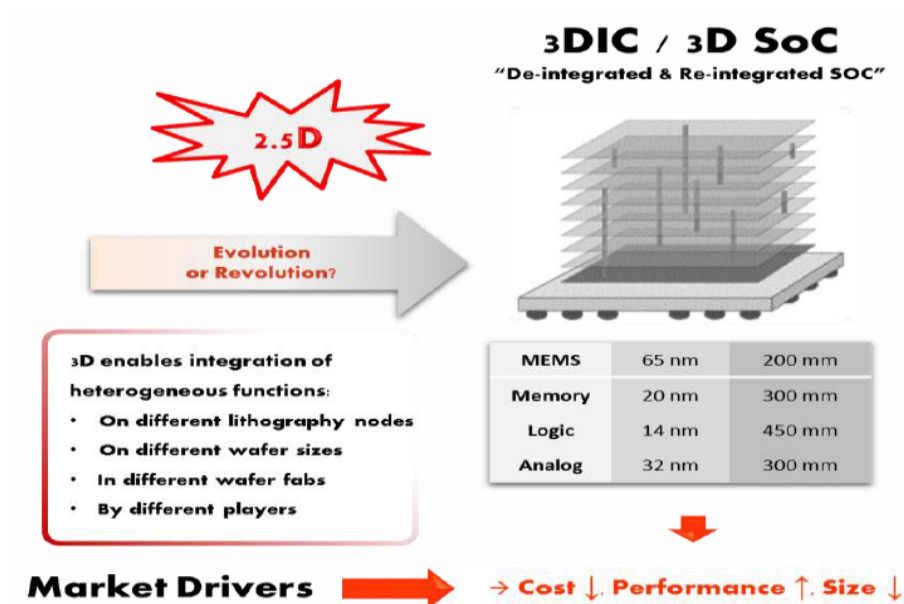 3DIC / 3D SoC
“De-integrated & Re-integrated SOC”
2.5D
Evolution
or Revolution?
3D enables integration of
heterogeneous functions:
• On different lithography nodes
• On different wafer sizes
• In different wafer fabs
• By different players
MEMS 65 nm 200 mm
Memory 20 nm 300 mm
Logic 14 nm 450 mm
Analog 32 nm 300 mm
Market Drivers → Cost ↓, Performance ↑, Size ↓